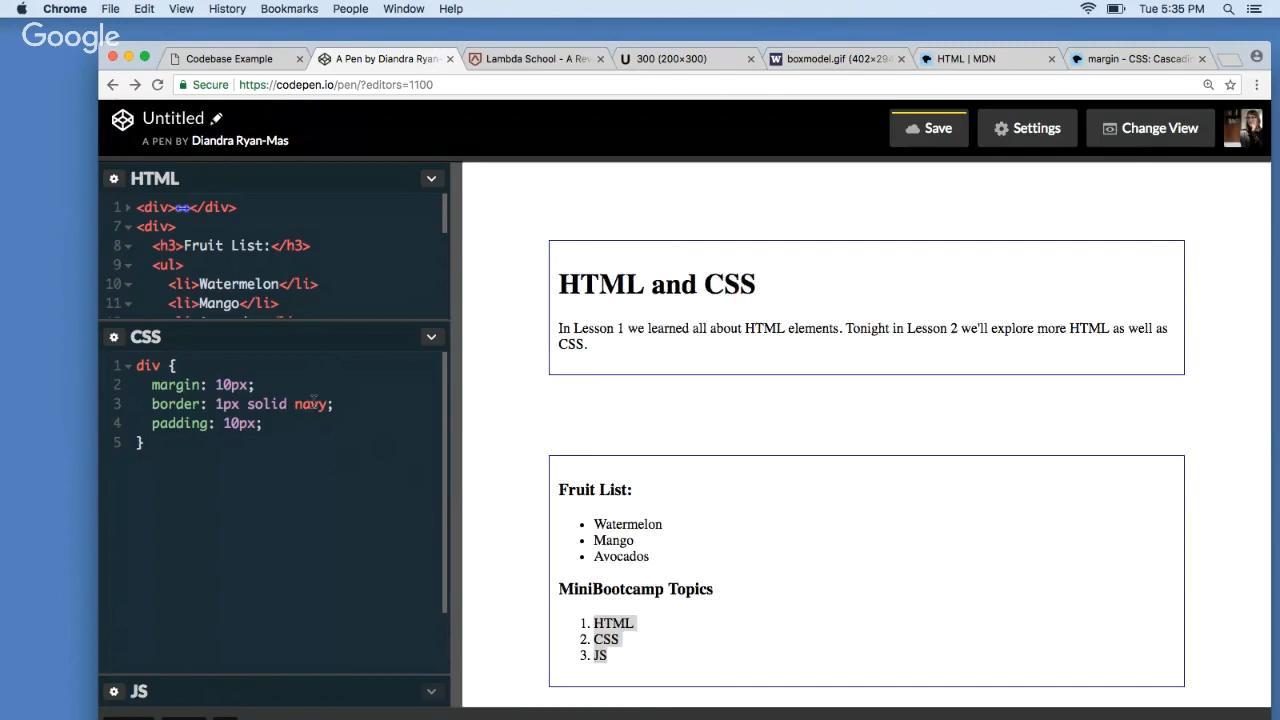 Chrome File Edit View History Bookmarks People Window Help Tue 5:35 PM
Google
Codebase Example
A Pen by Diandra Ryan-
Lambda School - A Re
300 (200×300)
boxmodel.gif (402×294
HTML | MDN
margin - CSS: Cascadi
Secure https://codepen.io/pen/?editors=1100
Untitled
A PEN BY Diandra Ryan-Mas
Save
Settings
Change View
HTML
1 <div></div>
7 <div>
8 <h3>Fruit List:</h3>
9 <ul>
10 <li>Watermelon</li>
11 <li>Mango</li>
CSS
1 div {
2 margin: 10px;
3 border: 1px solid navy;
4 padding: 10px;
5 }
JS
HTML and CSS
In Lesson 1 we learned all about HTML elements. Tonight in Lesson 2 we'll explore more HTML as well as
CSS.
Fruit List:
• Watermelon
• Mango
• Avocados
MiniBootcamp Topics
1. HTML
2. CSS
3. JS